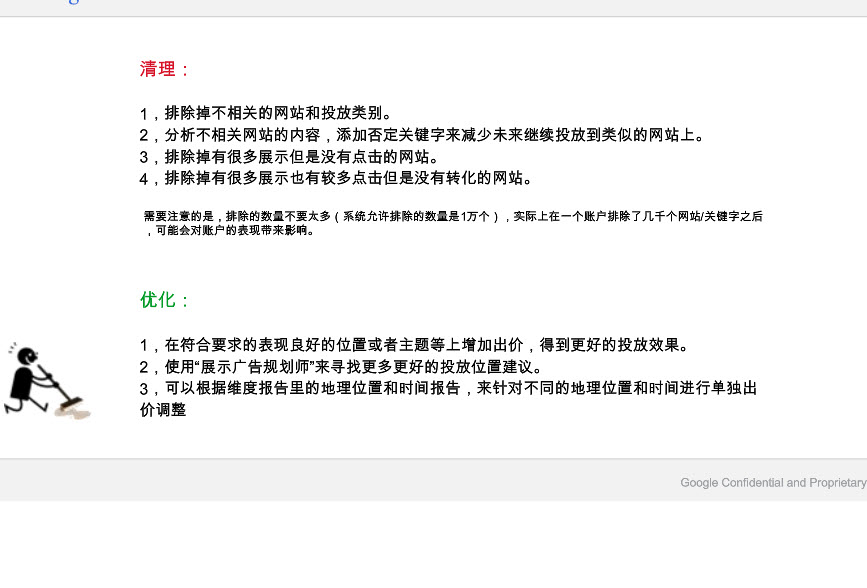 清理：
1，排除掉不相关的网站和投放类别。
2，分析不相关网站的内容，添加否定关键字来减少未来继续投放到类似的网站上。
3，排除掉有很多展示但是没有点击的网站。
4，排除掉有很多展示也有较多点击但是没有转化的网站。
需要注意的是，排除的数量不要太多（系统允许排除的数量是1万个），实际上在一个账户排除了几千个网站/关键字之后
，可能会对账户的表现带来影响。
优化：
1，在符合要求的表现良好的位置或者主题等上增加出价，得到更好的投放效果。
2，使用“展示广告规划师”来寻找更多更好的投放位置建议。
3，可以根据维度报告里的地理位置和时间报告，来针对不同的地理位置和时间进行单独出
价调整
Google Confidential and Proprietary